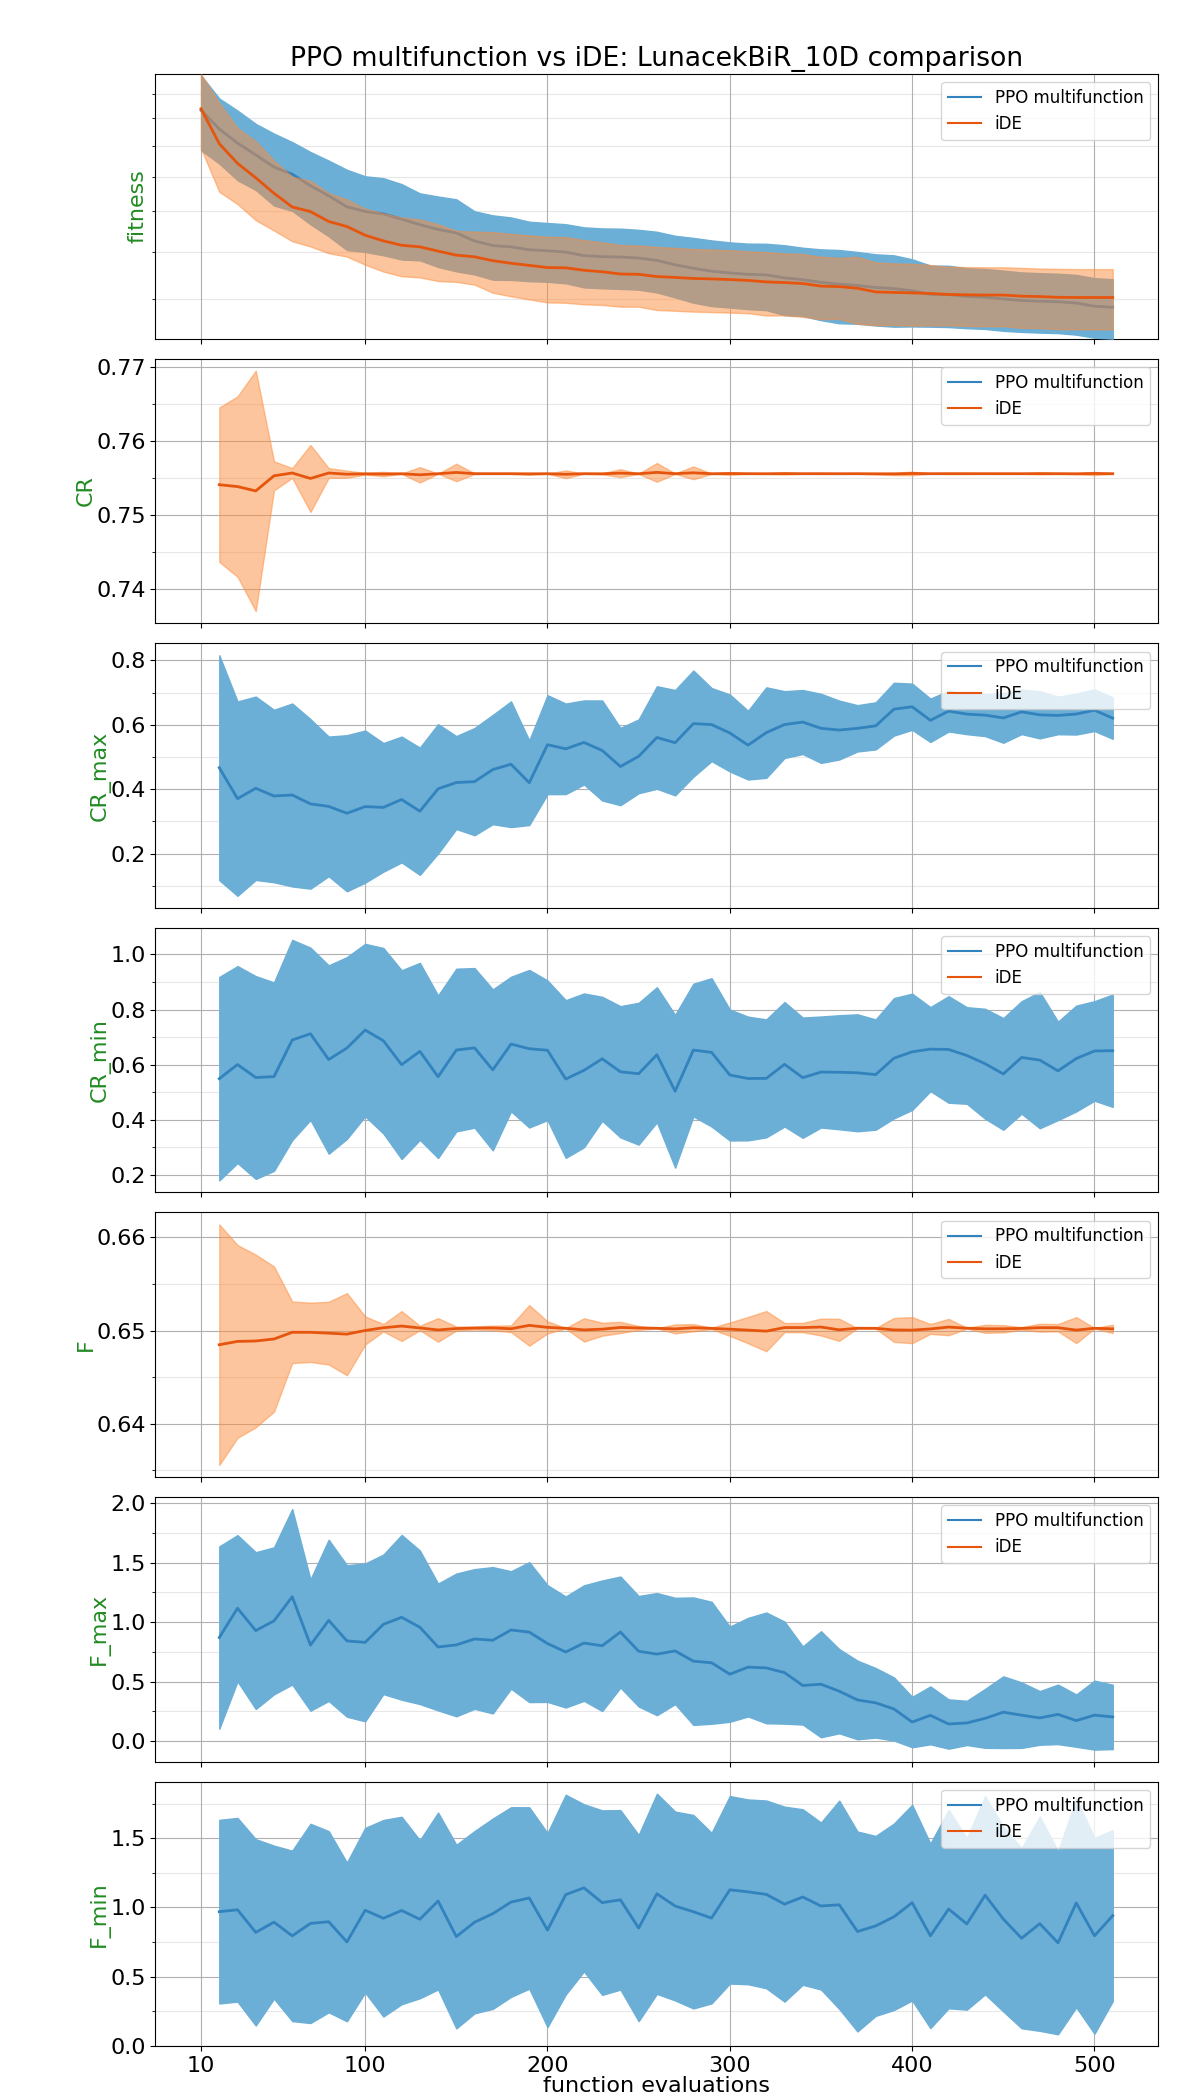 PPO multifunction vs iDE: LunacekBiR_10D comparison
fitness
PPO multifunction
iDE
0.77
0.76
0.75
0.74
CR
PPO multifunction
iDE
0.8
0.6
0.4
0.2
CR_max
PPO multifunction
iDE
1.0
0.8
0.6
0.4
0.2
CR_min
PPO multifunction
iDE
0.66
0.65
0.64
F
PPO multifunction
iDE
2.0
1.5
1.0
0.5
0.0
F_max
PPO multifunction
iDE
1.5
1.0
0.5
0.0
F_min
PPO multifunction
iDE
10 100 200 300 400 500
function evaluations